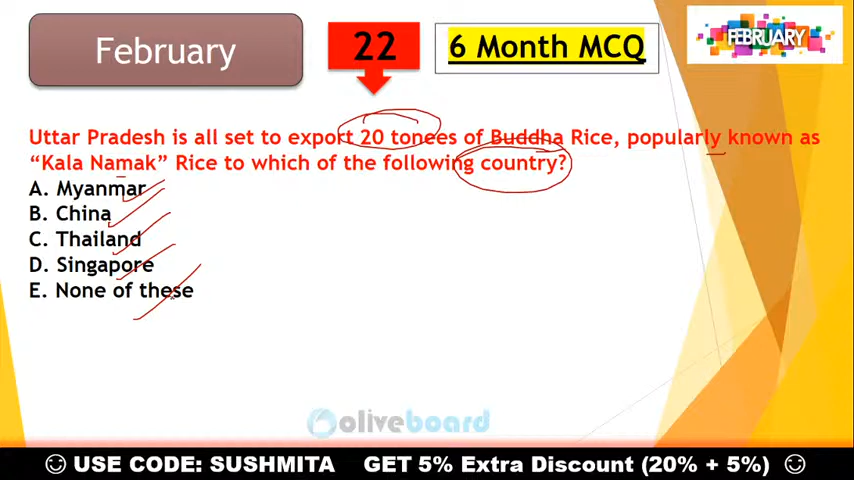 February
22
6 Month MCQ
FEBRUARY
Uttar Pradesh is all set to export 20 tonees of Buddha Rice, popularly known as
“Kala Namak” Rice to which of the following country?
A. Myanmar
B. China
C. Thailand
D. Singapore
E. None of these
oliveboard
USE CODE: SUSHMITA GET 5% Extra Discount (20% + 5%)